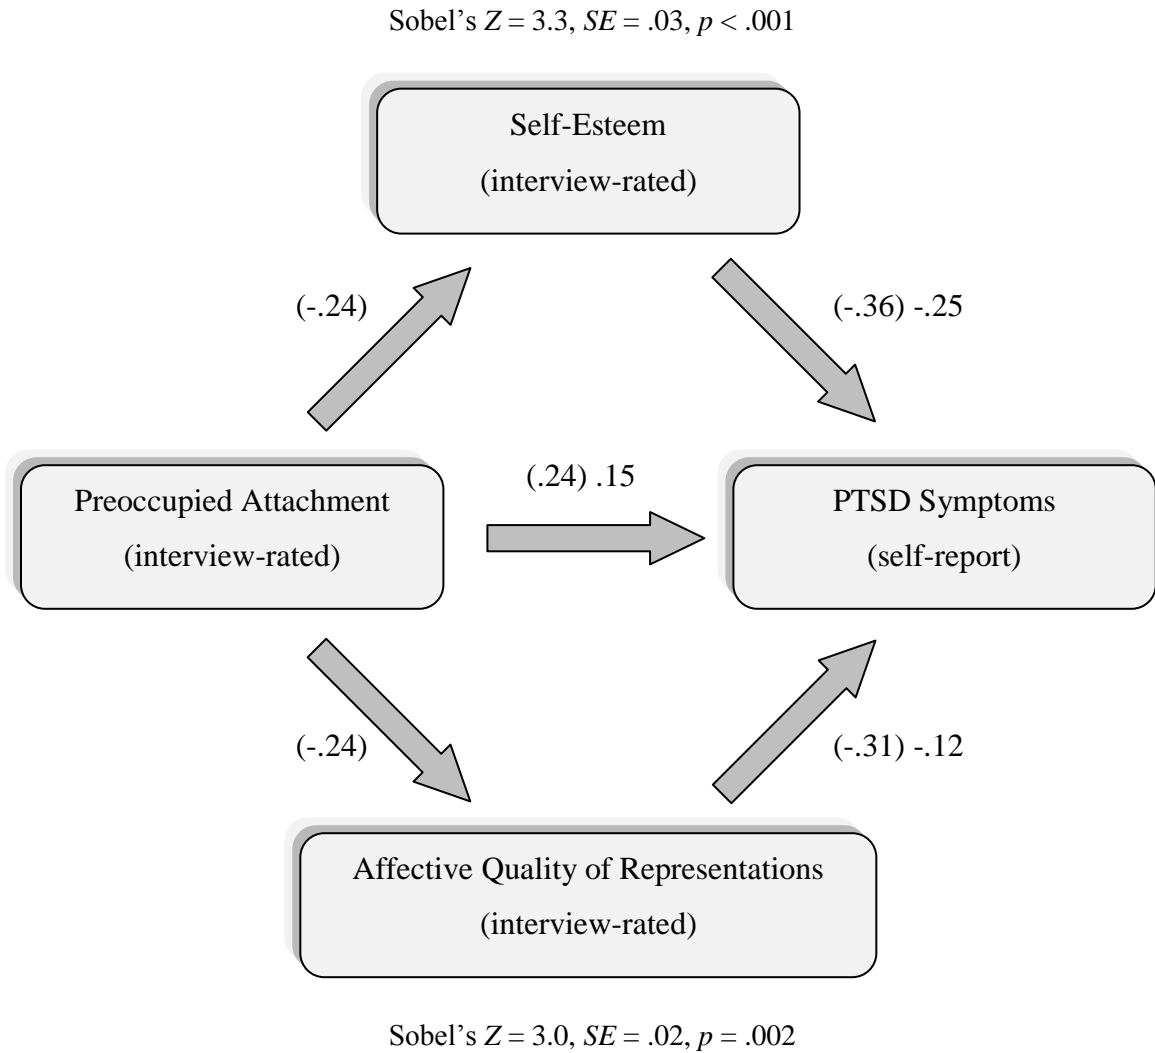 Sobel's Z = 3.3, SE = .03, p < .001
Self-Esteem
(interview-rated)
(-.24)
(-.36) -.25
Preoccupied Attachment
(interview-rated)
(.24) .15
PTSD Symptoms
(self-report)
(-.24)
(-.31) -.12
Affective Quality of Representations
(interview-rated)
Sobel's Z = 3.0, SE = .02, p = .002